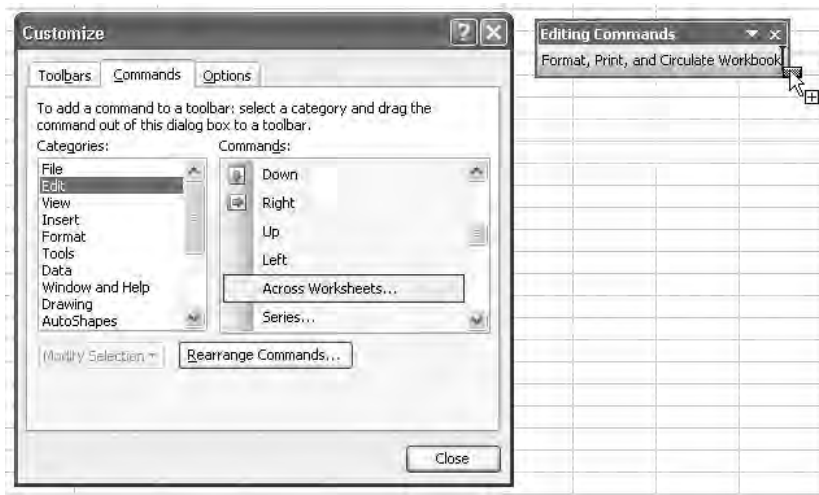 Customize
Toolbars Commands Options
To add a command to a toolbar: select a category and drag the
command out of this dialog box to a toolbar.
Categories:
File
Edit
View
Insert
Format
Tools
Data
Window and Help
Drawing
AutoShapes
Commands:
Down
Right
Up
Left
Across Worksheets...
Series...
Modify Selection
Rearrange Commands...
Close
Editing Commands
Format, Print, and Circulate Workbook